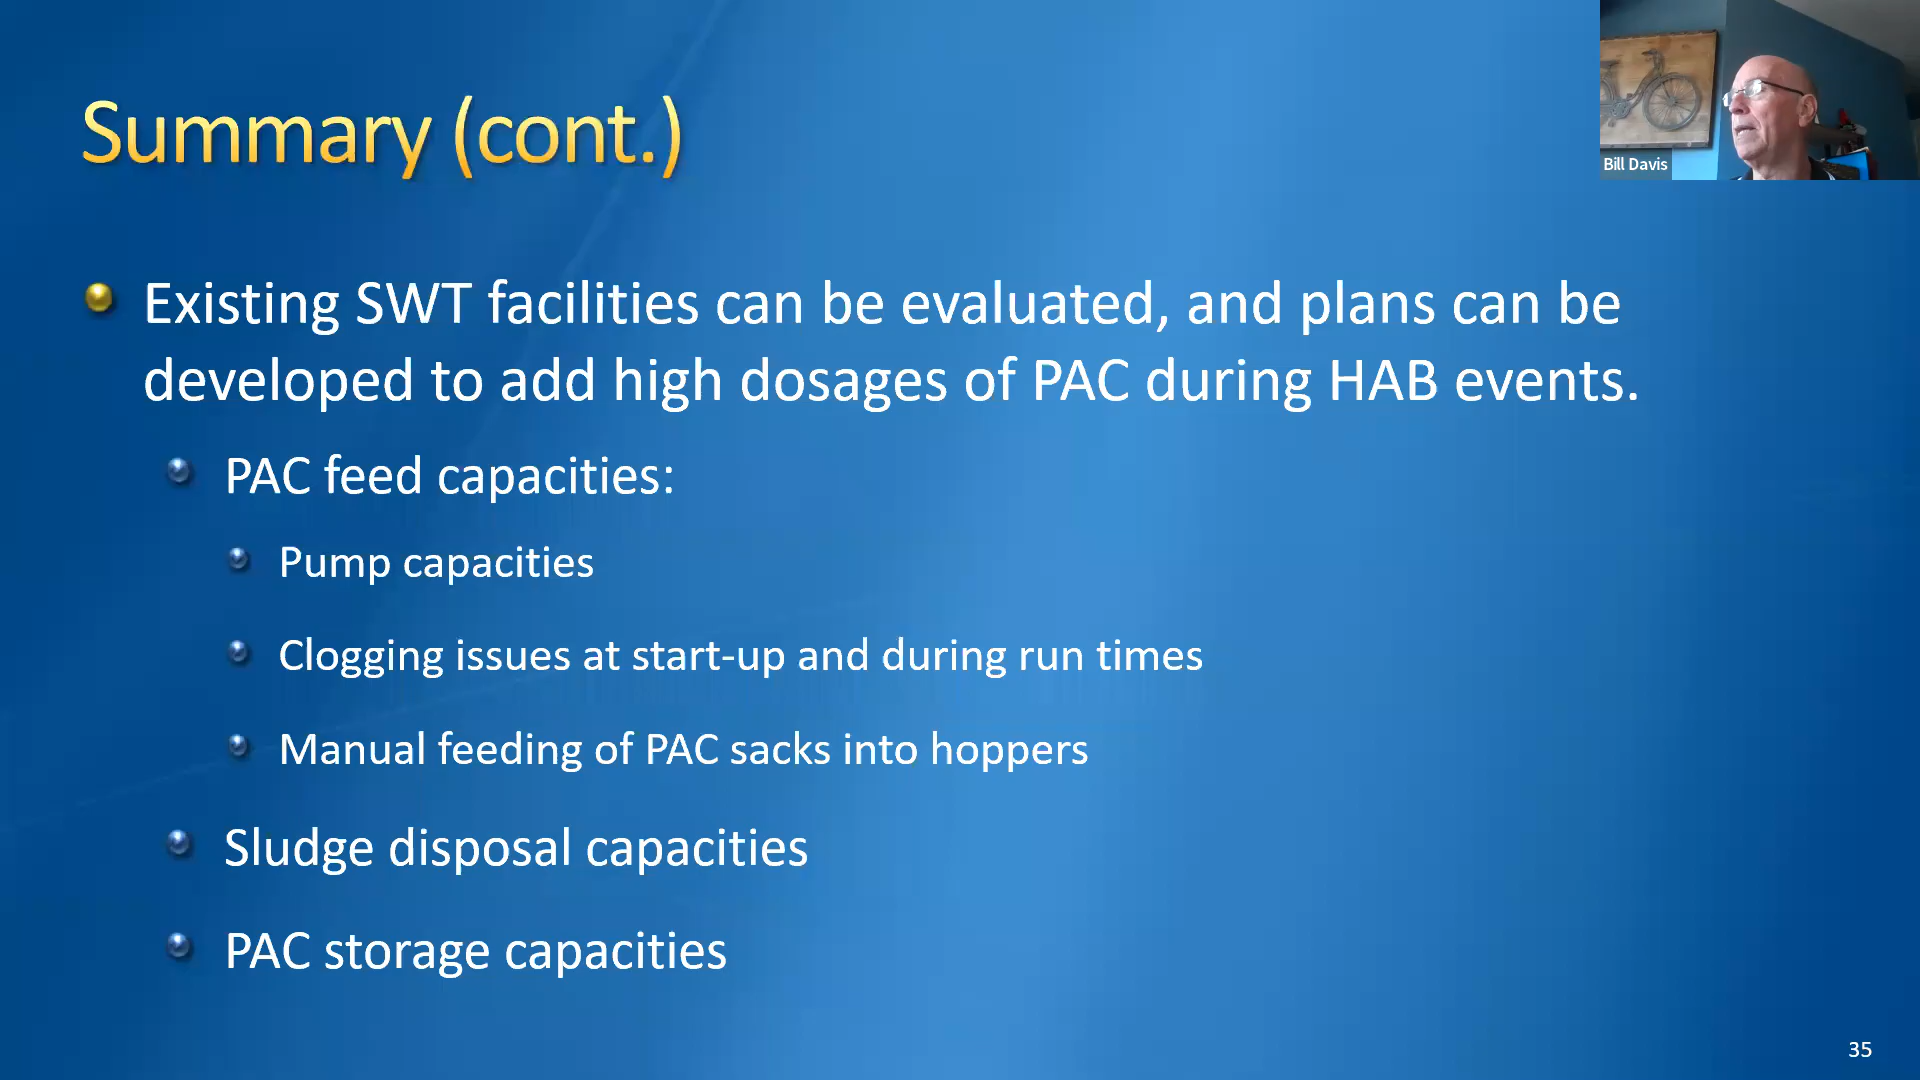 Summary (cont.)
Bill Davis
Existing SWT facilities can be evaluated, and plans can be
developed to add high dosages of PAC during HAB events.
PAC feed capacities:
Pump capacities
Clogging issues at start-up and during run times
Manual feeding of PAC sacks into hoppers
Sludge disposal capacities
PAC storage capacities
35